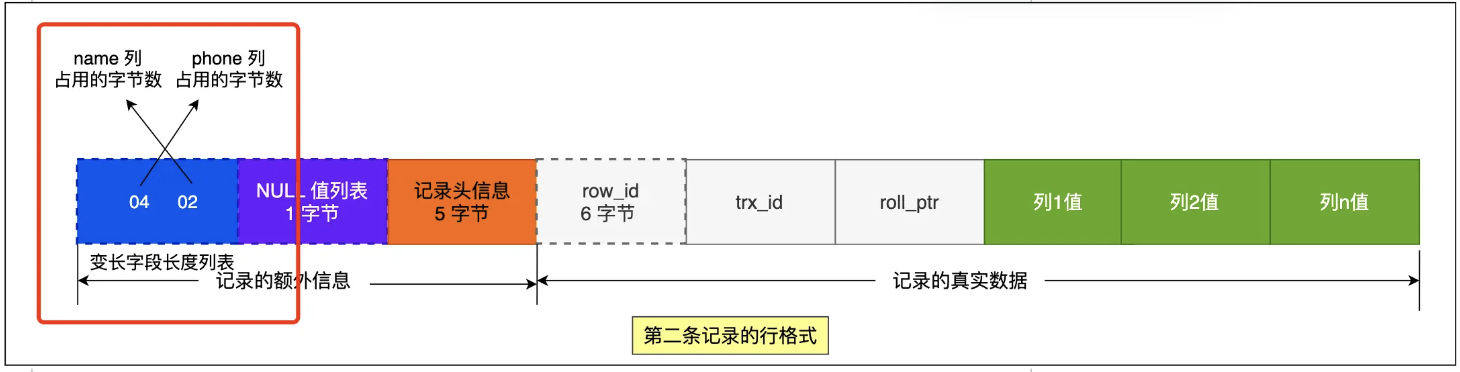 name 列
占用的字节数
phone 列
占用的字节数
04
02
NULL 值列表
1 字节
记录头信息
5 字节
row_id
6 字节
trx_id
roll_ptr
列1值
列2值
列n值
变长字段长度列表
记录的额外信息
记录的真实数据
第二条记录的行格式